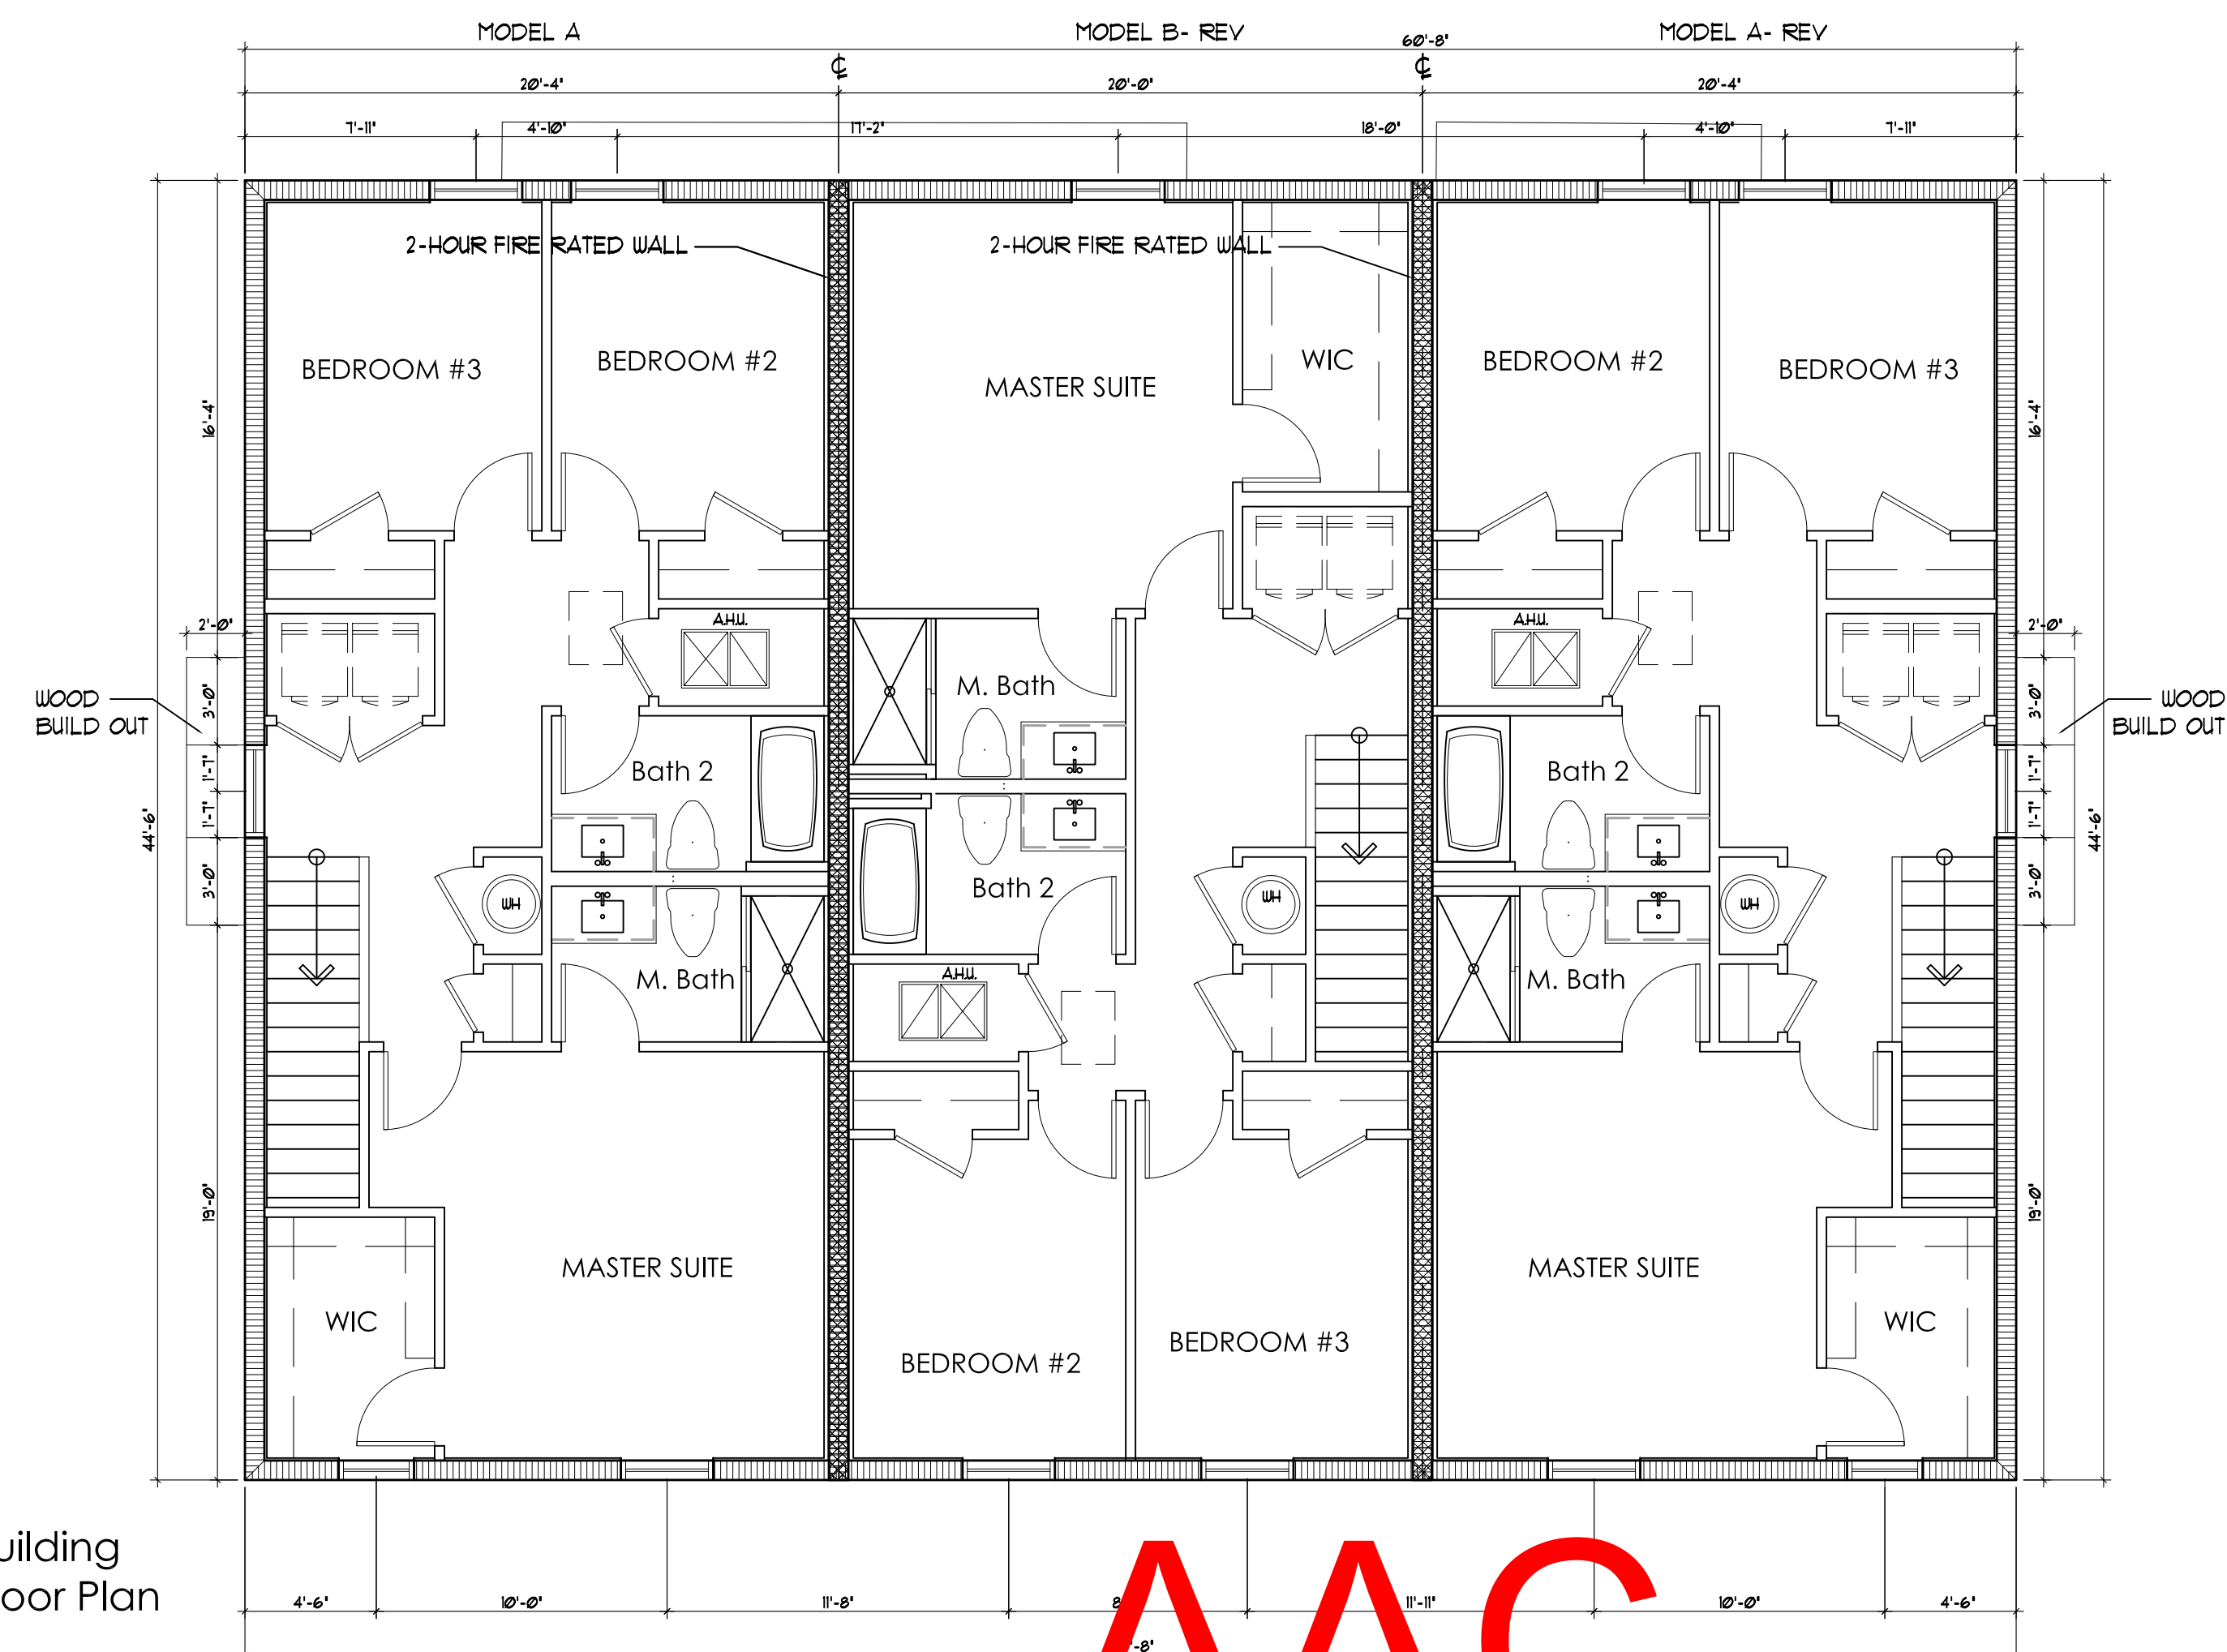 MODEL A
MODEL B- REV
MODEL A- REV
60'-8"
20'-4"
20'-0"
20'-4"
7'-11"
4'-10"
17'-2"
18'-0"
4'-10"
7'-11"
2-HOUR FIRE RATED WALL
2-HOUR FIRE RATED WALL
BEDROOM #3
BEDROOM #2
MASTER SUITE
WIC
BEDROOM #2
BEDROOM #3
16'-4"
16'-4"
2'-0"
A.H.U.
A.H.U.
2'-0"
WOOD
BUILD OUT
3'-0"
M. Bath
3'-0"
WOOD
BUILD OUT
1'-7"
Bath 2
Bath 2
1'-7"
44'-6"
1'-7"
1'-7"
44'-6"
3'-0"
WH
Bath 2
WH
WH
3'-0"
M. Bath
A.H.U.
M. Bath
19'-0"
19'-0"
MASTER SUITE
MASTER SUITE
WIC
BEDROOM #2
BEDROOM #3
WIC
uilding
oor Plan
AAC
4'-6"
10'-0"
11'-8"
11'-11"
10'-0"
4'-6"